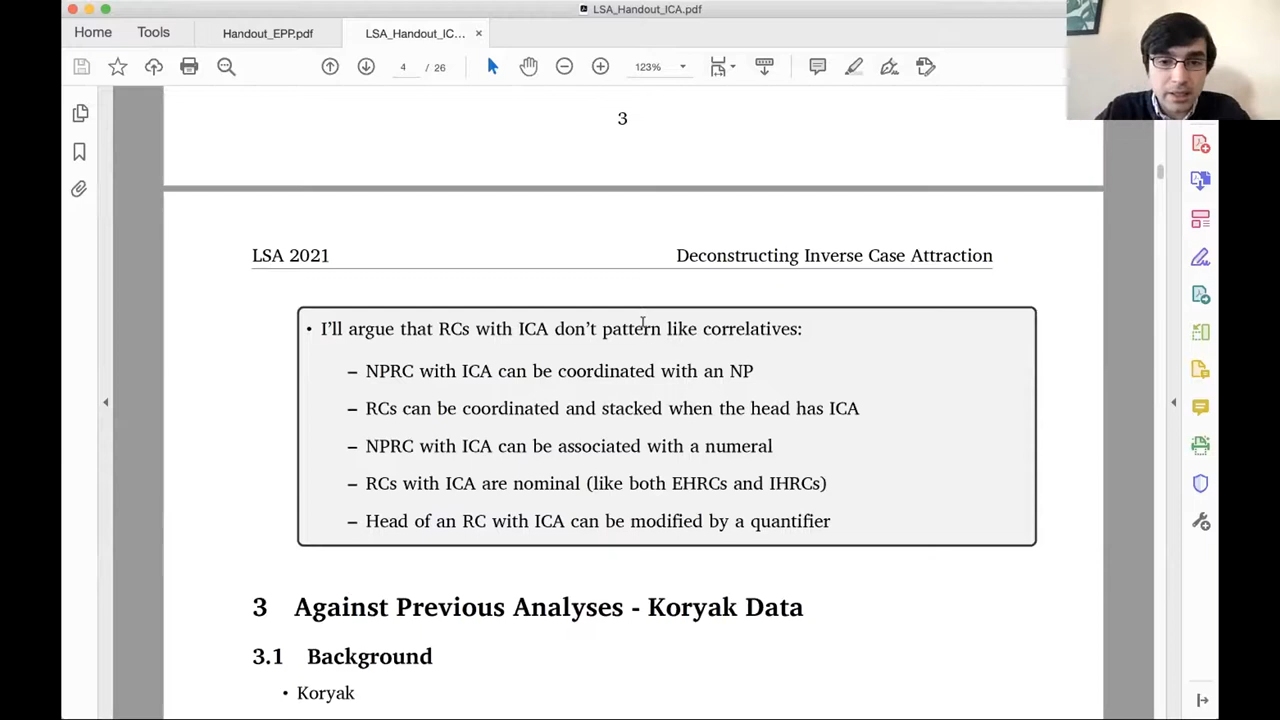 LSA_Handout_ICA.pdf
Home
Tools
Handout_EPP.pdf
LSA_Handout_IC...
4
/ 26
123%
3
LSA 2021
Deconstructing Inverse Case Attraction
• I'll argue that RCs with ICA don't pattern like correlatives:
– NPRC with ICA can be coordinated with an NP
– RCs can be coordinated and stacked when the head has ICA
– NPRC with ICA can be associated with a numeral
– RCs with ICA are nominal (like both EHRCs and IHRCs)
– Head of an RC with ICA can be modified by a quantifier
3 Against Previous Analyses - Koryak Data
3.1 Background
• Koryak